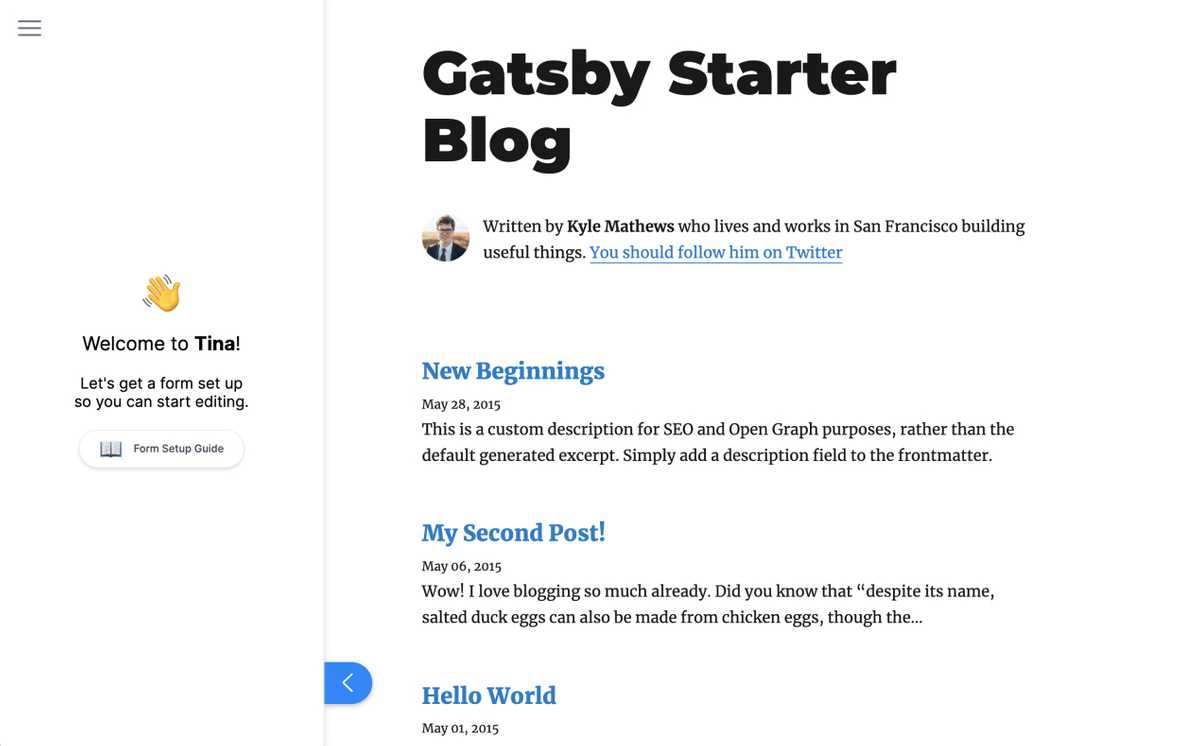 Welcome to Tina!
Let's get a form set up
so you can start editing.
Form Setup Guide
Gatsby Starter
Blog
Written by Kyle Mathews who lives and works in San Francisco building
useful things. You should follow him on Twitter
New Beginnings
May 28, 2015
This is a custom description for SEO and Open Graph purposes, rather than the
default generated excerpt. Simply add a description field to the frontmatter.
My Second Post!
May 06, 2015
Wow! I love blogging so much already. Did you know that “despite its name,
salted duck eggs can also be made from chicken eggs, though the…
Hello World
May 01, 2015